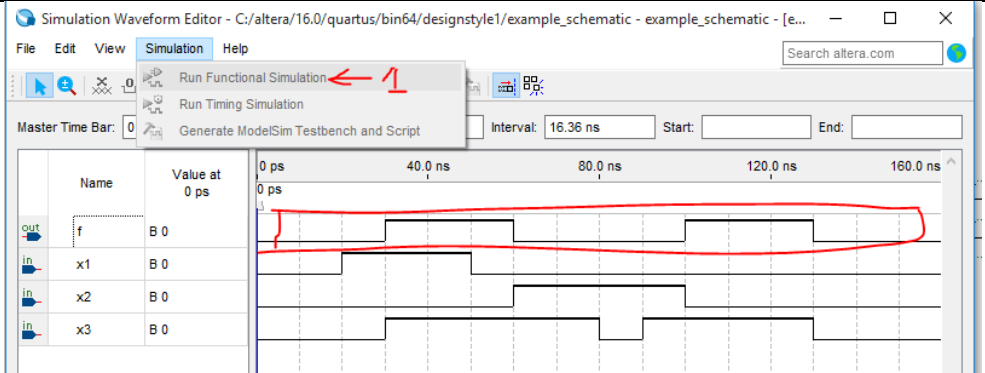 Simulation Waveform Editor - C:/altera/16.0/quartus/bin64/designstyle1/example_schematic - example_schematic - [e...
File Edit View Simulation Help
Search altera.com
Run Functional Simulation 1
Run Timing Simulation
Generate ModelSim Testbench and Script
Master Time Bar: 0 Interval: 16.36 ns Start: End:
Name Value at 0 ps
0 ps 40.0 ns 80.0 ns 120.0 ns 160.0 ns
0 ps
out f B 0
in x1 B 0
in x2 B 0
in x3 B 0